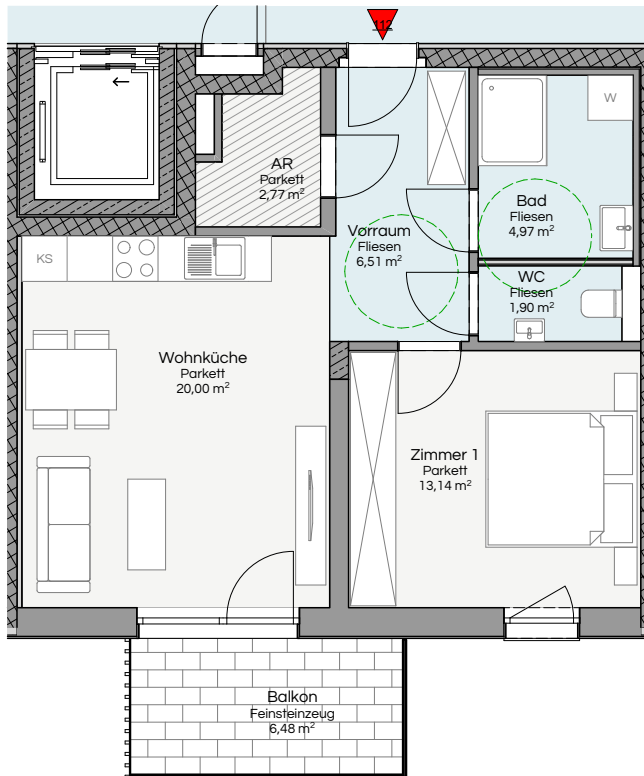 112
W
AR
Parkett
2,77 m²
Bad
Fliesen
4,97 m²
Vorraum
Fliesen
6,51 m²
KS
WC
Fliesen
1,90 m²
Wohnküche
Parkett
20,00 m²
Zimmer 1
Parkett
13,14 m²
Balkon
Feinsteinzeug
6,48 m²